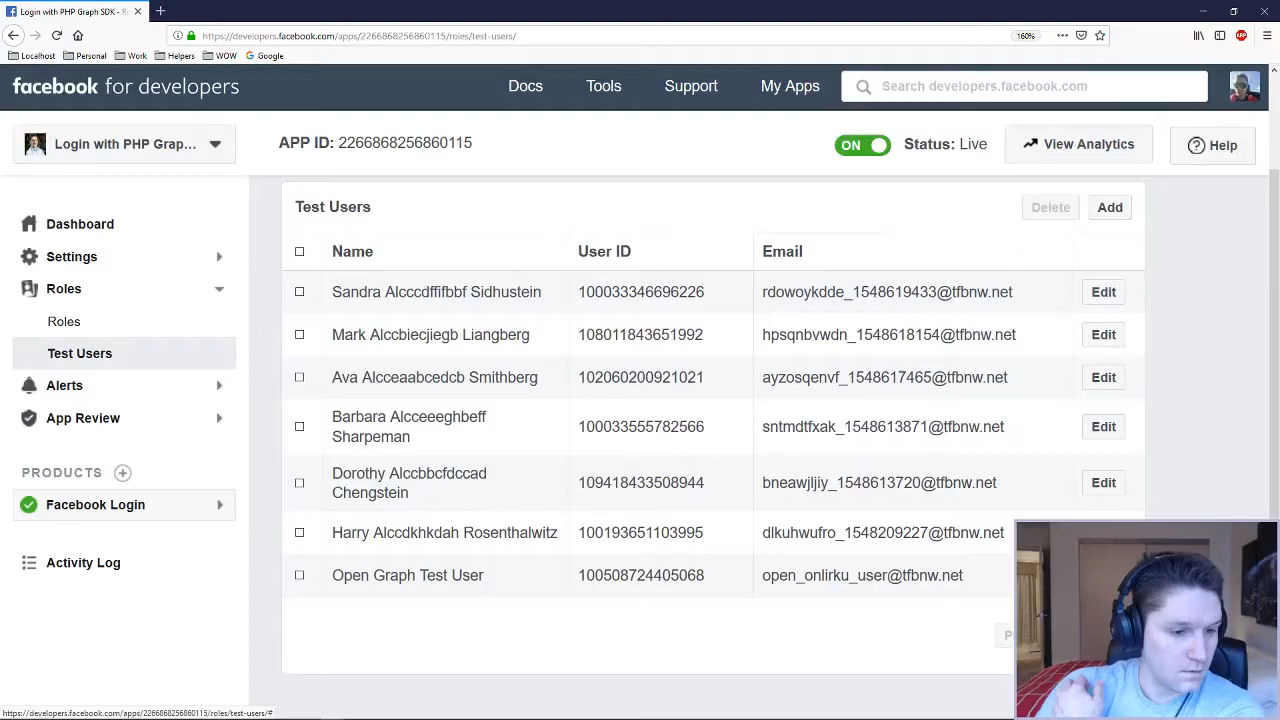 Login with PHP Graph SDK - Ro
https://developers.facebook.com/apps/2266868256860115/roles/test-users/
160%
Localhost Personal Work Helpers WOW Google
facebook for developers
Docs Tools Support My Apps
Search developers.facebook.com
Login with PHP Grap...
APP ID: 2266868256860115
ON Status: Live
View Analytics
Help
Dashboard
Settings
Roles
Roles
Test Users
Alerts
App Review
PRODUCTS
Facebook Login
Activity Log
Test Users
Delete Add
Name User ID Email
Sandra Alcccdffifbbf Sidhustein 100033346696226 rdowoykdde_1548619433@tfbnw.net Edit
Mark Alccbiecjiegb Liangberg 108011843651992 hpsqnbvwdn_1548618154@tfbnw.net Edit
Ava Alcceaabcedcb Smithberg 102060200921021 ayzosqenvf_1548617465@tfbnw.net Edit
Barbara Alcceeeghbeff
Sharpeman 100033555782566 sntmdtfxak_1548613871@tfbnw.net Edit
Dorothy Alccbbcfdccad
Chengstein 109418433508944 bneawjljiy_1548613720@tfbnw.net Edit
Harry Alccdkhkdah Rosenthalwitz 100193651103995 dlkuhwufro_1548209227@tfbnw.net
Open Graph Test User 100508724405068 open_onlirku_user@tfbnw.net
https://developers.facebook.com/apps/2266868256860115/roles/test-users/#